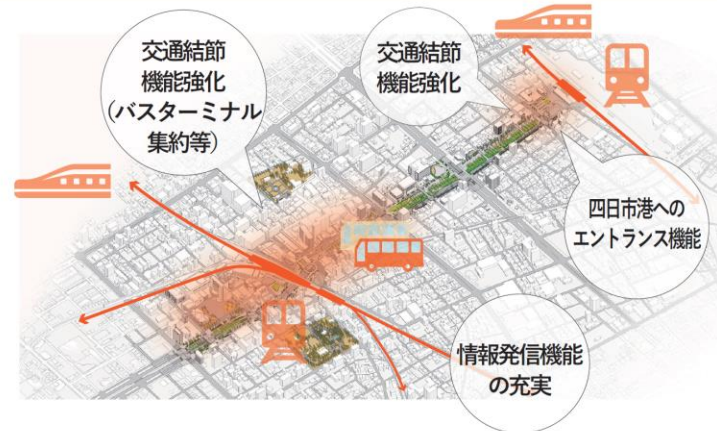 交通結節
機能強化
(バスターミナル
集約等)
交通結節
機能強化
四日市港への
エントランス機能
情報発信機能
の充実